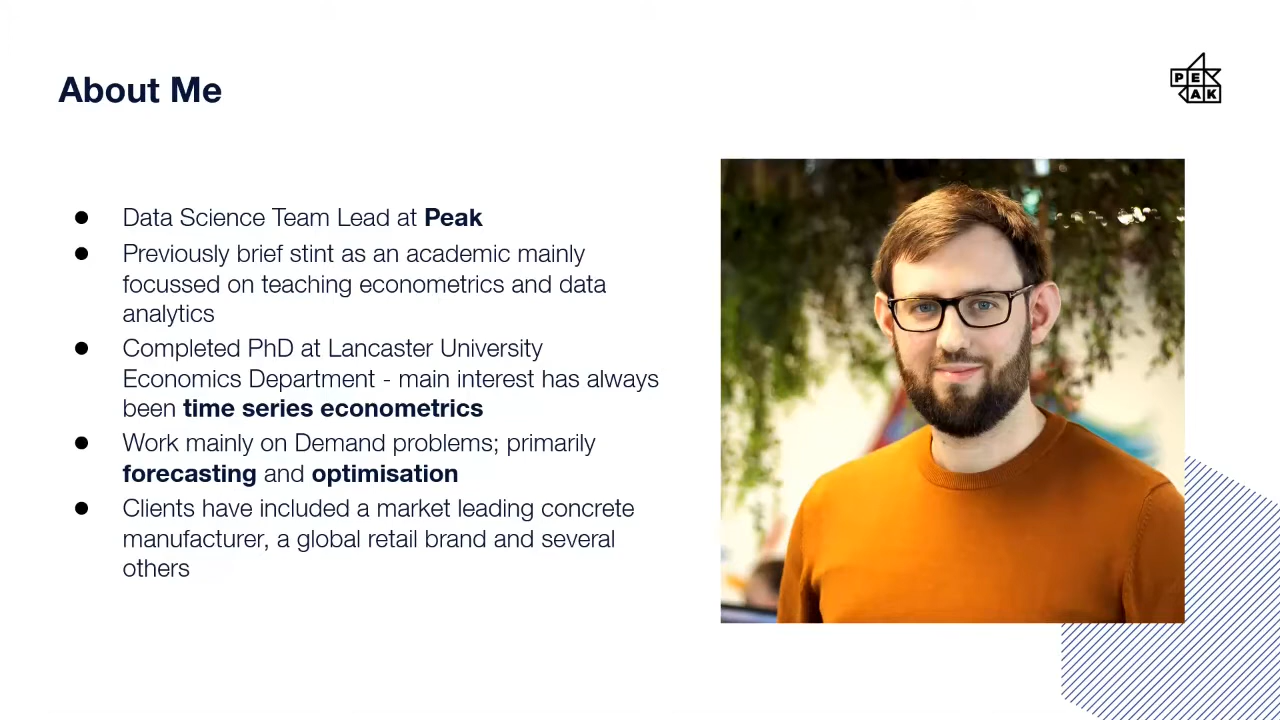 About Me
PE
AK
● Data Science Team Lead at Peak
● Previously brief stint as an academic mainly
focussed on teaching econometrics and data
analytics
● Completed PhD at Lancaster University
Economics Department - main interest has always
been time series econometrics
● Work mainly on Demand problems; primarily
forecasting and optimisation
● Clients have included a market leading concrete
manufacturer, a global retail brand and several
others